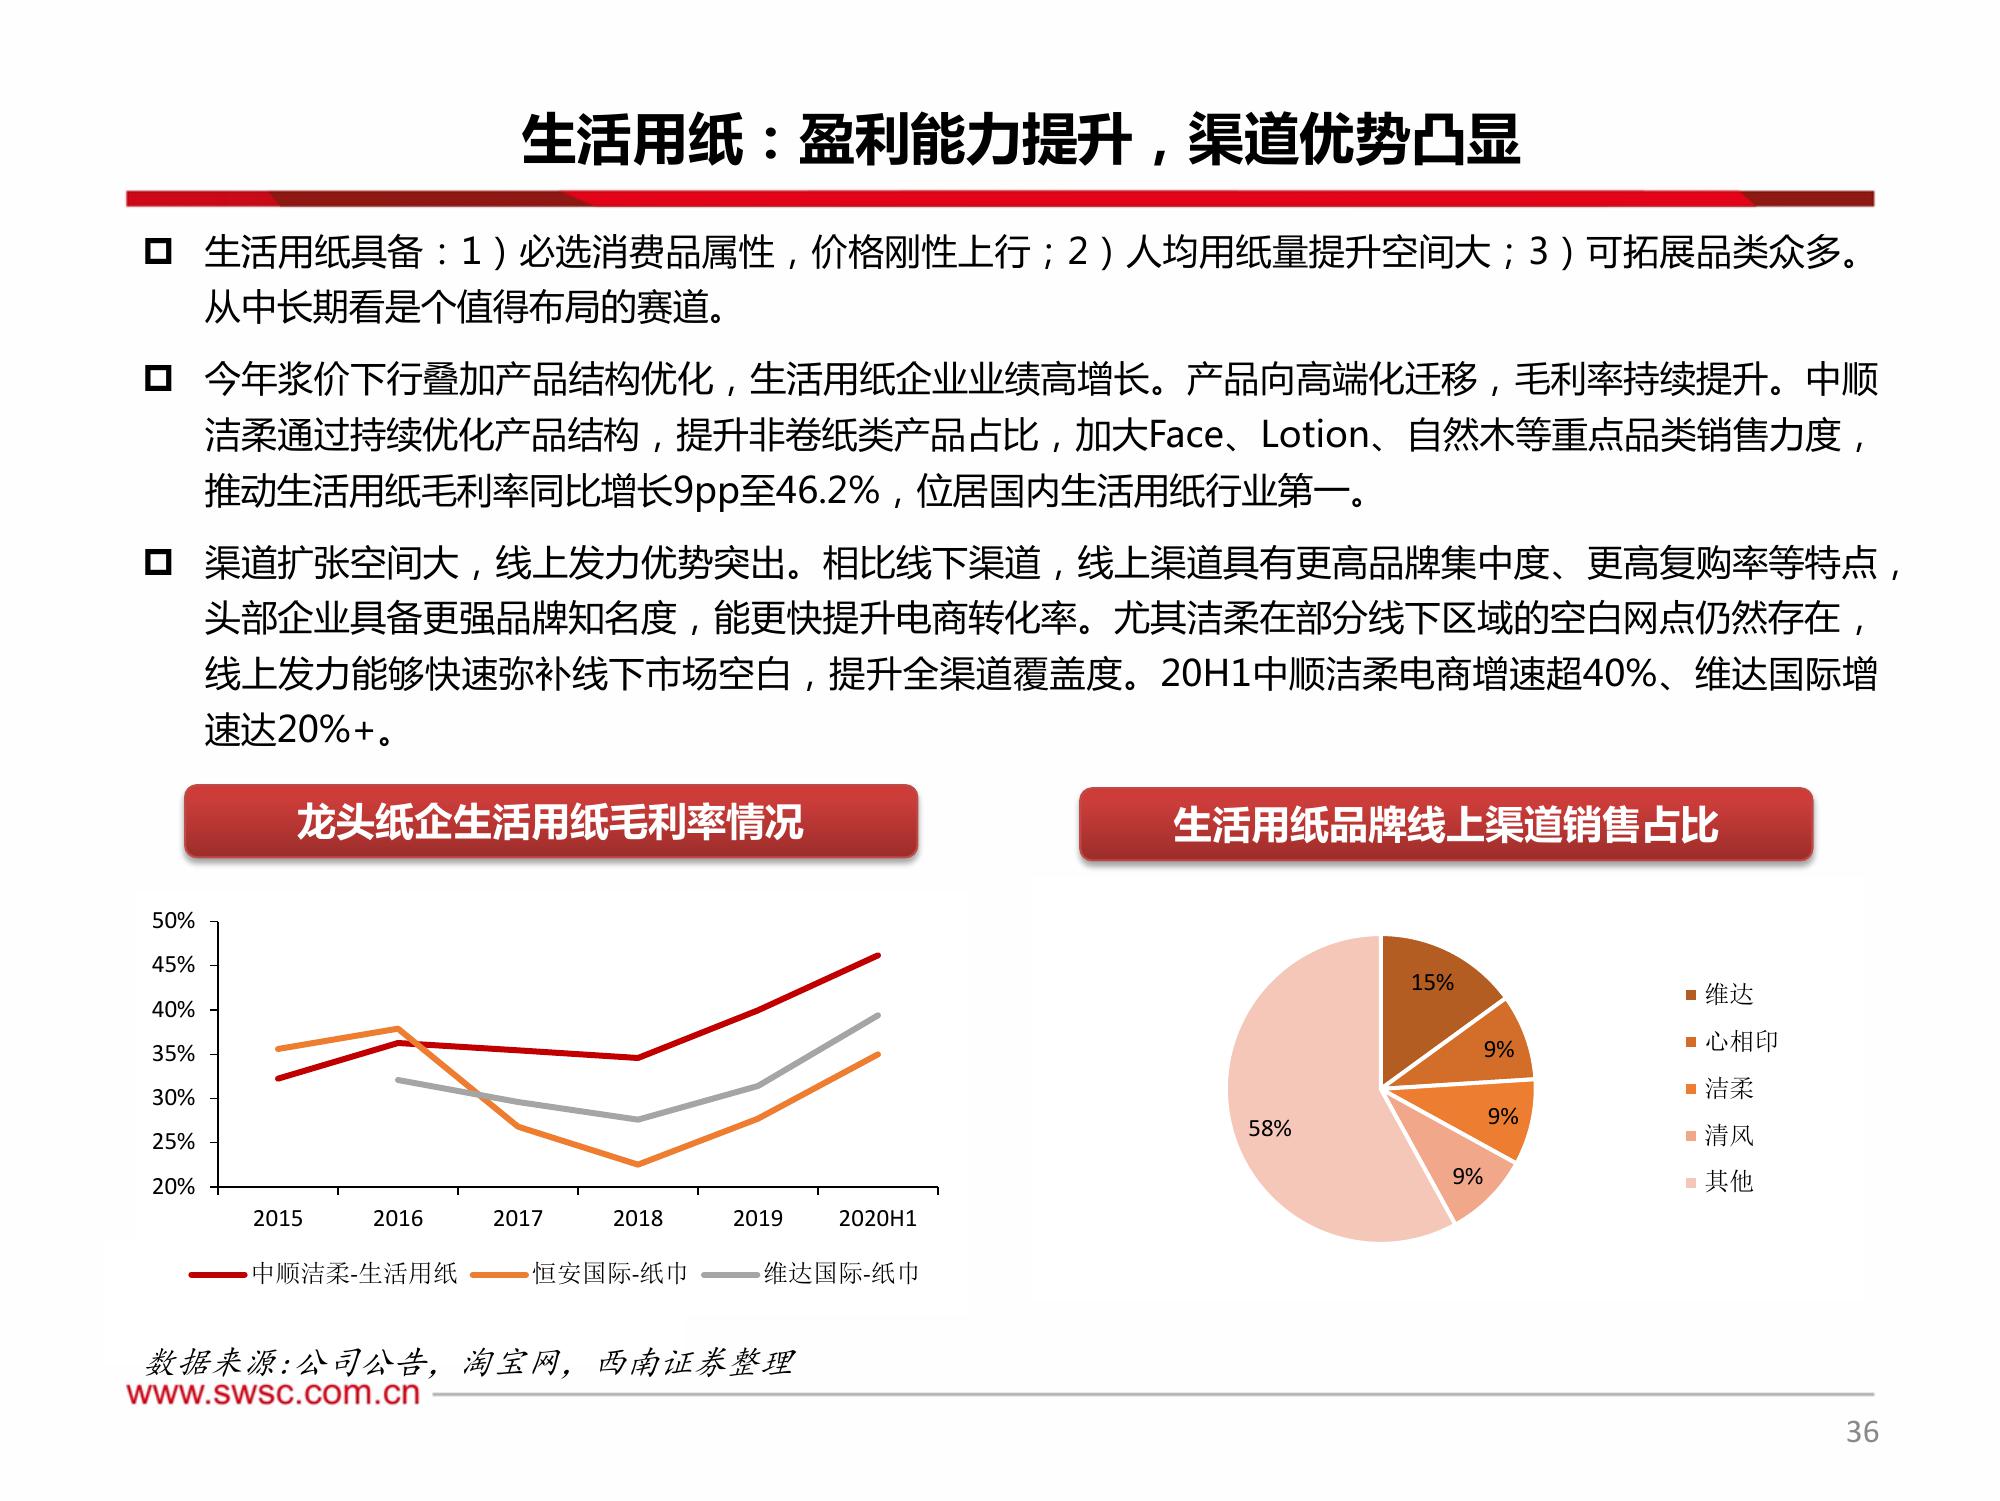 生活用纸：盈利能力提升，渠道优势凸显
生活用纸具备：1）必选消费品属性，价格刚性上行；2）人均用纸量提升空间大；3）可拓展品类众多。
从中长期看是个值得布局的赛道。
今年浆价下行叠加产品结构优化，生活用纸企业业绩高增长。产品向高端化迁移，毛利率持续提升。中顺
洁柔通过持续优化产品结构，提升非卷纸类产品占比，加大Face、Lotion、自然木等重点品类销售力度，
推动生活用纸毛利率同比增长9pp至46.2%，位居国内生活用纸行业第一。
渠道扩张空间大，线上发力优势突出。相比线下渠道，线上渠道具有更高品牌集中度、更高复购率等特点，
头部企业具备更强品牌知名度，能更快提升电商转化率。尤其洁柔在部分线下区域的空白网点仍然存在，
线上发力能够快速弥补线下市场空白，提升全渠道覆盖度。20H1中顺洁柔电商增速超40%、维达国际增
速达20%+。
龙头纸企生活用纸毛利率情况
50%
45%
40%
35%
30%
25%
20%
2015 2016 2017 2018 2019 2020H1
中顺洁柔-生活用纸 恒安国际-纸巾 维达国际-纸巾
生活用纸品牌线上渠道销售占比
15%
9%
9%
9%
58%
维达
心相印
洁柔
清风
其他
数据来源:公司公告，淘宝网，西南证券整理
www.swsc.com.cn
36